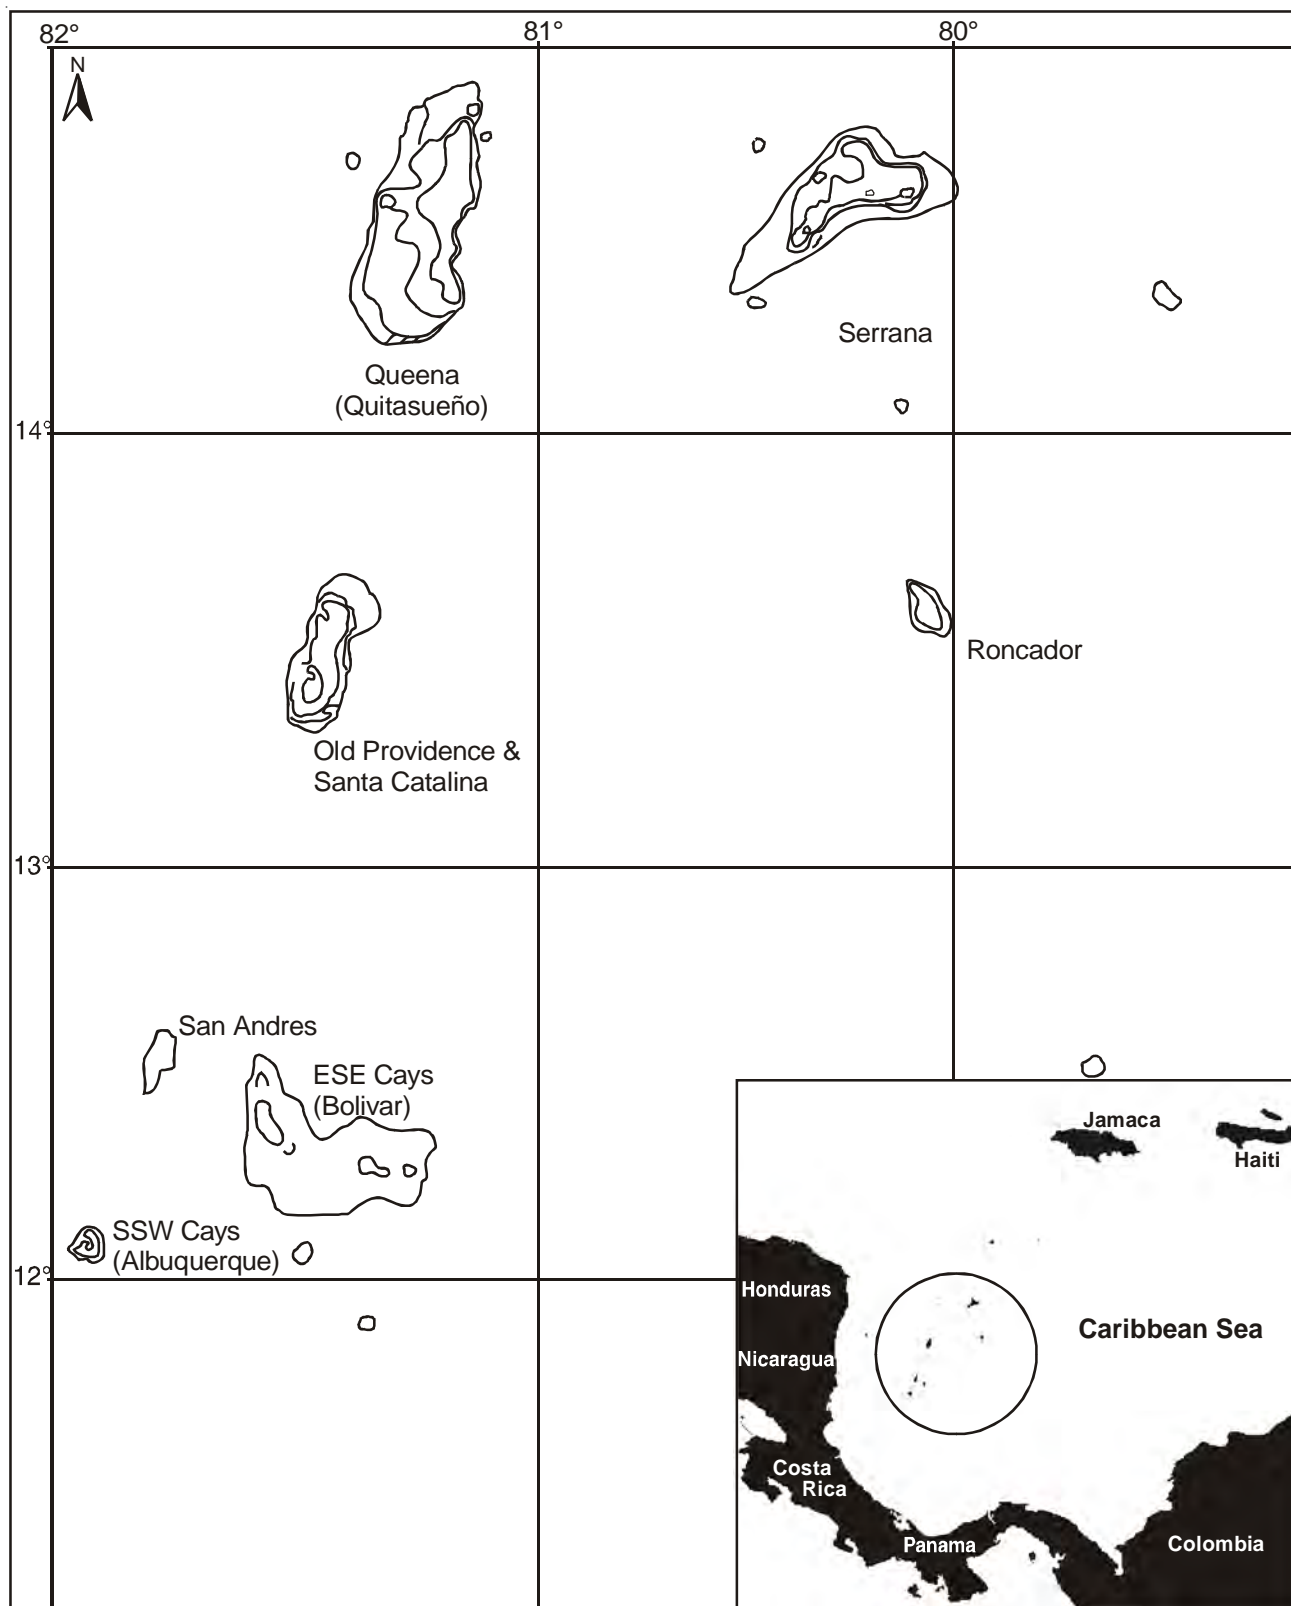 82°
81°
80°
N
Serrana
Queena
(Quitasueño)
14°
Roncador
Old Providence &
Santa Catalina
13°
San Andres
ESE Cays
(Bolivar)
SSW Cays
(Albuquerque)
12°
Jamaca
Haiti
Honduras
Caribbean Sea
Nicaragua
Costa
Rica
Panama
Colombia